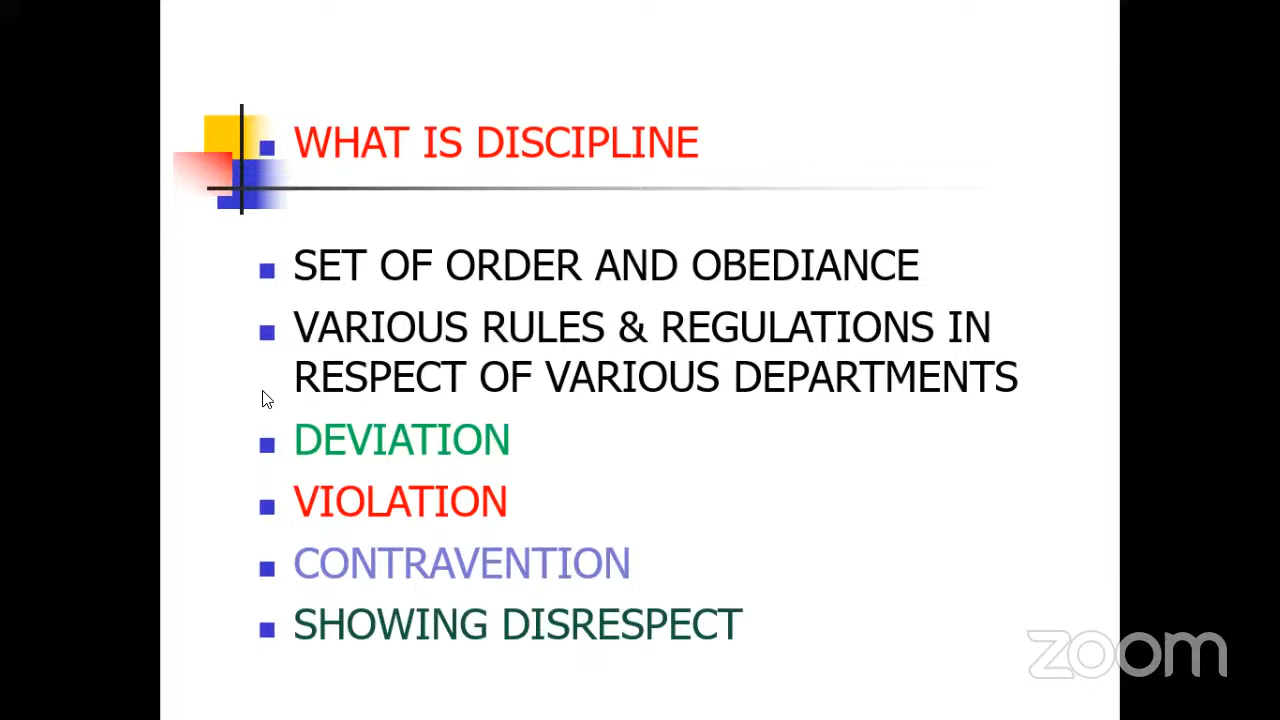 WHAT IS DISCIPLINE
SET OF ORDER AND OBEDIANCE
VARIOUS RULES & REGULATIONS IN
RESPECT OF VARIOUS DEPARTMENTS
DEVIATION
VIOLATION
CONTRAVENTION
SHOWING DISRESPECT
zoom